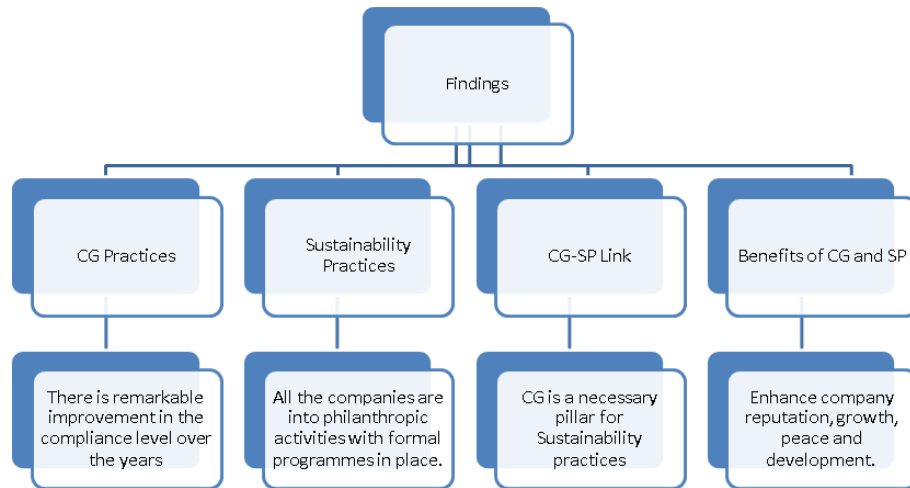 Findings
CG Practices
Sustainability
Practices
CG-SP Link
Benefits of CG and SP
There is remarkable
improvement in the
compliance level over
the years
All the companies are
into philanthropic
activities with formal
programmes in place.
CG is a necessary
pillar for
Sustainability
practices
Enhance company
reputation, growth,
peace and
development.